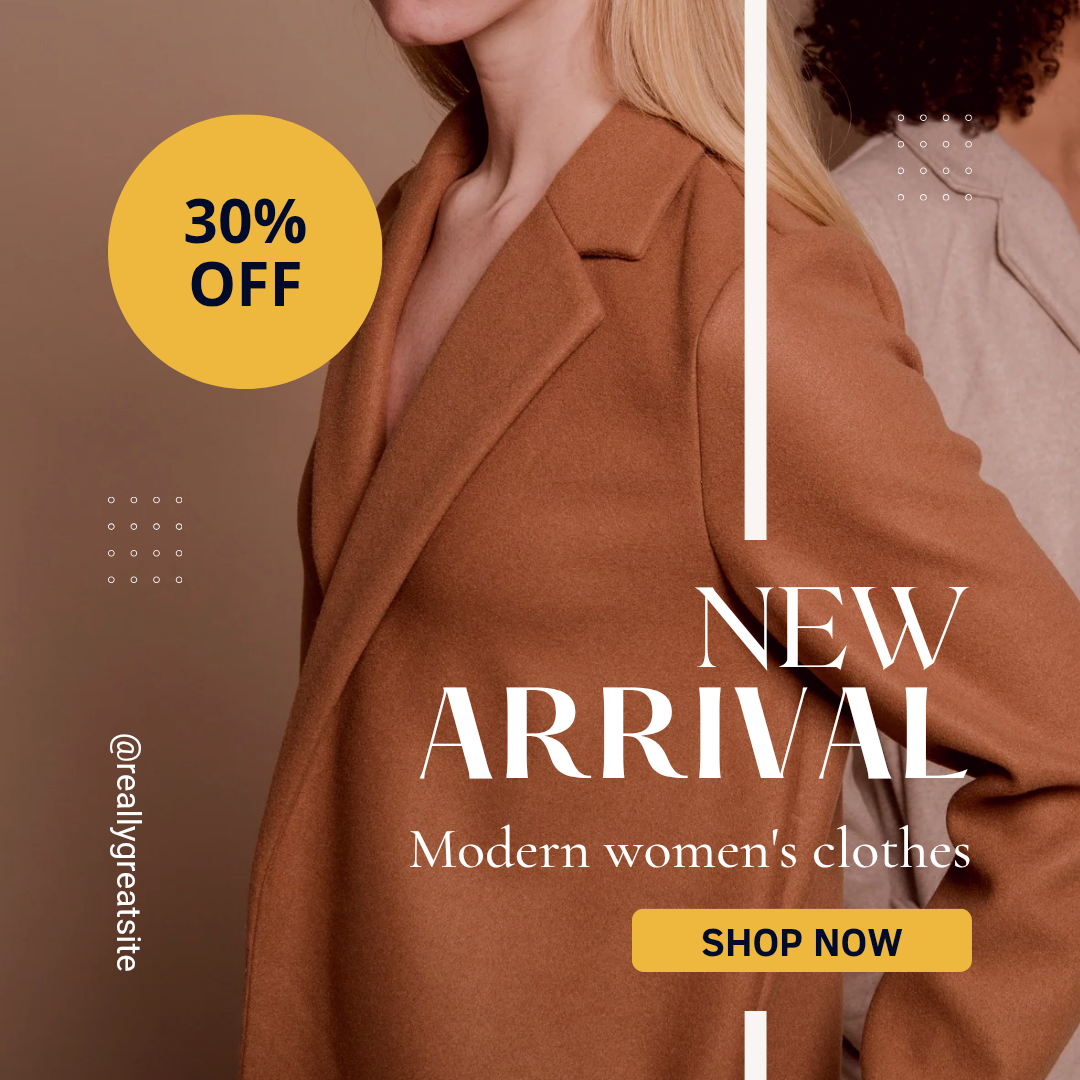 30%
OFF
NEW
ARRIVAL
Modern women's clothes
SHOP NOW
@reallygreatsite